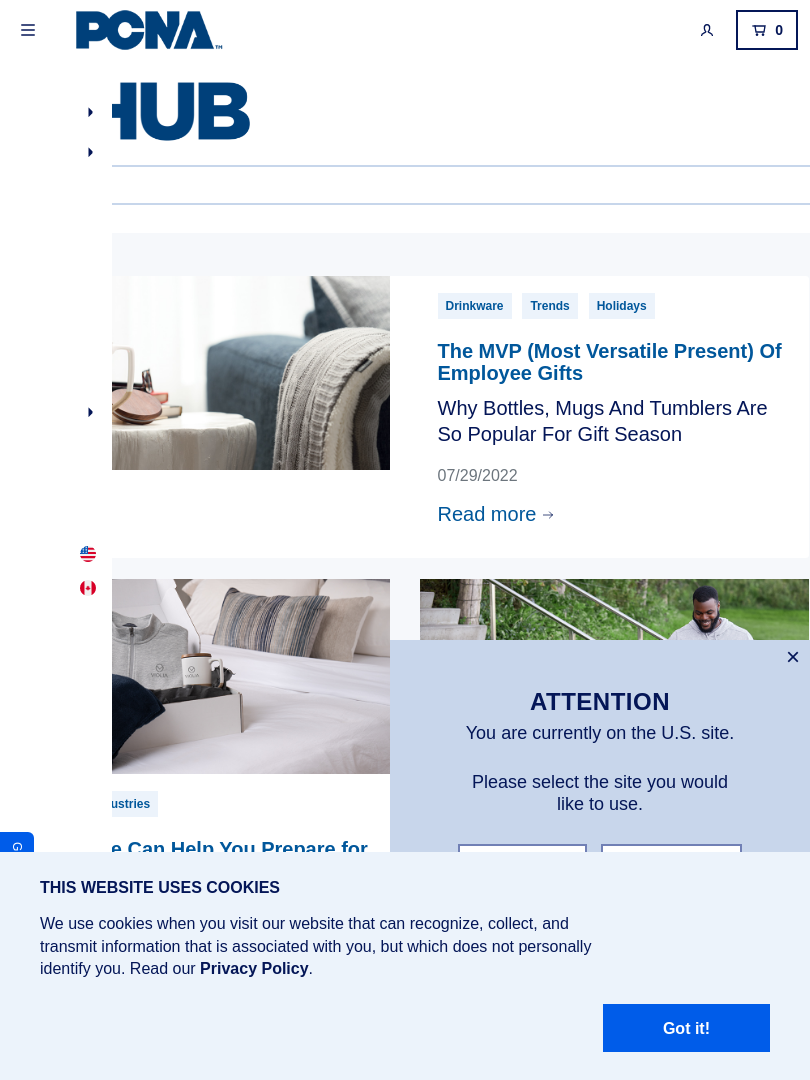 PCNA™
0
HUB
Drinkware Trends Holidays
The MVP (Most Versatile Present) Of
Employee Gifts
Why Bottles, Mugs And Tumblers Are
So Popular For Gift Season
07/29/2022
Read more
ustries
e Can Help You Prepare for
ATTENTION
You are currently on the U.S. site.
Please select the site you would
like to use.
G
THIS WEBSITE USES COOKIES
We use cookies when you visit our website that can recognize, collect, and
transmit information that is associated with you, but which does not personally
identify you. Read our Privacy Policy.
Got it!